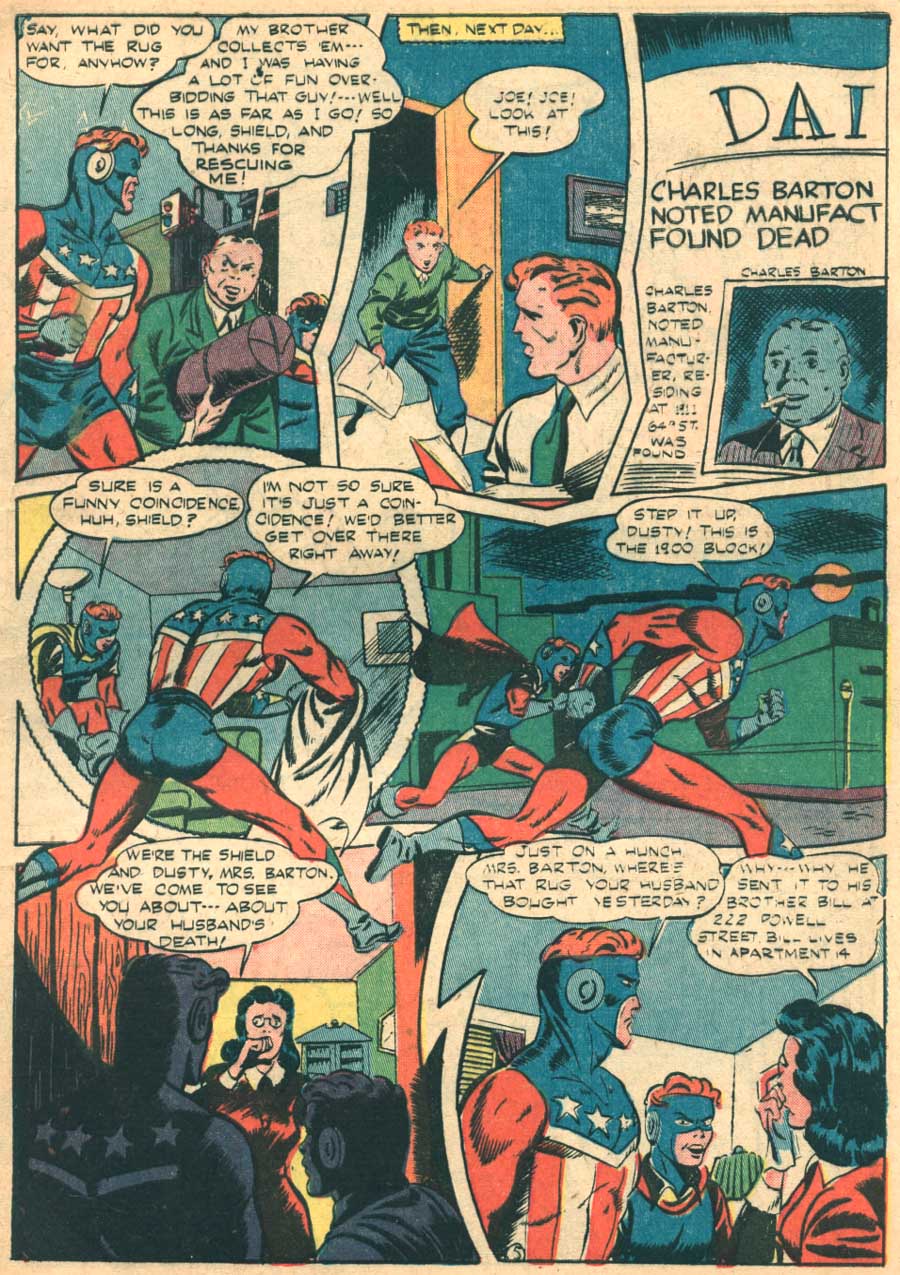 SAY, WHAT DID YOU
WANT THE RUG
FOR, ANYHOW?
MY BROTHER
COLLECTS 'EM---
AND I WAS HAVING
A LOT OF FUN OVER-
BIDDING THAT GUY!---WELL
THIS IS AS FAR AS I GO! SO
LONG, SHIELD, AND
THANKS FOR
RESCUING
ME!
THEN, NEXT DAY...
JOE! JOE!
LOOK AT
THIS!
DAI
CHARLES BARTON
NOTED MANUFACT
FOUND DEAD
CHARLES BARTON
CHARLES
BARTON,
NOTED
MANU-
FACTUR-
ER, RE-
SIDING
AT
64TH ST.
WAS
FOUND
SURE IS A
FUNNY COINCIDENCE
HUH, SHIELD?
I'M NOT SO SURE
IT'S JUST A COIN-
CIDENCE! WE'D BETTER
GET OVER THERE
RIGHT AWAY!
STEP IT UP,
DUSTY! THIS IS
THE 1900 BLOCK!
WE'RE THE SHIELD
AND DUSTY, MRS. BARTON.
WE'VE COME TO SEE
YOU ABOUT--- ABOUT
YOUR HUSBAND'S
DEATH!
JUST ON A HUNCH
MRS. BARTON, WHERE'S
THAT RUG YOUR HUSBAND
BOUGHT YESTERDAY?
WHY---WHY HE
SENT IT TO HIS
BROTHER BILL AT
222 POWELL
STREET. BILL LIVES
IN APARTMENT 14